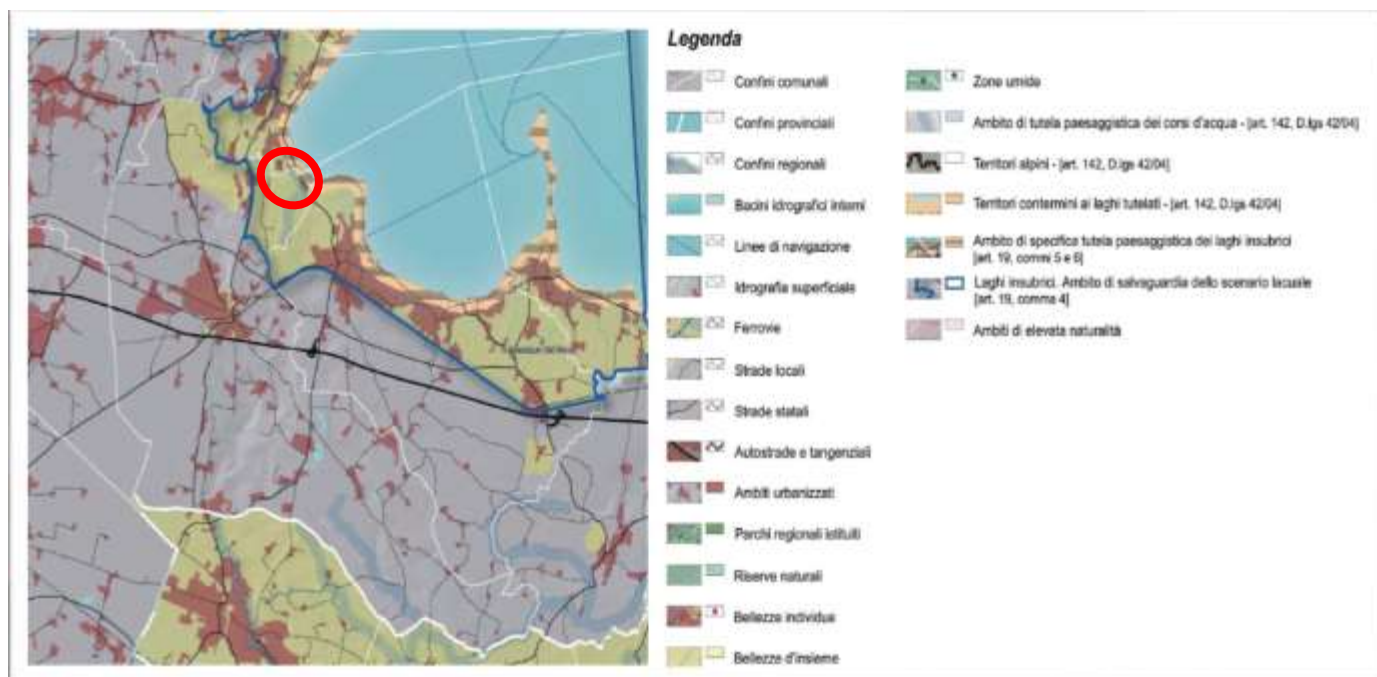 Legenda
Confini comunali
Confini provinciali
Confini regionali
Bacini idrografici interni
Linee di navigazione
Idrografia superficiale
Ferrovie
Strade locali
Strade statali
Autostrade e tangenziali
Ambiti urbanizzati
Parchi regionali istituiti
Riserve naturali
Bellezze individue
Bellezze d'insieme
Zone umide
Ambito di tutela paesaggistica dei corsi d'acqua - [art. 142, D.lgs 42/04]
Territori alpini - [art. 142, D.lgs 42/04]
Territori contermini ai laghi tutelati - [art. 142, D.lgs 42/04]
Ambito di specifica tutela paesaggistica dei laghi insubrici
[art. 19, commi 5 e 6]
Laghi insubrici. Ambito di salvaguardia dello scenario lacuale
[art. 19, comma 4]
Ambiti di elevata naturalità